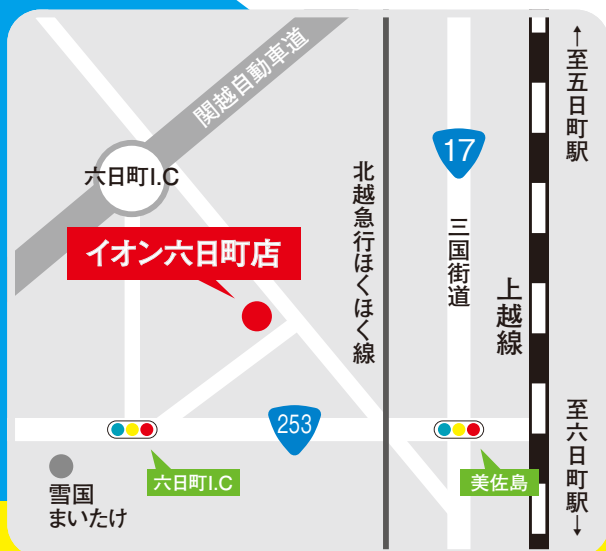 関越自動車道
六日町I.C
イオン六日町店
北越急行ほくほく線
17
三国街道
上越線
↑至五日町駅
至六日町駅↓
253
六日町I.C
美佐島
雪国
まいたけ